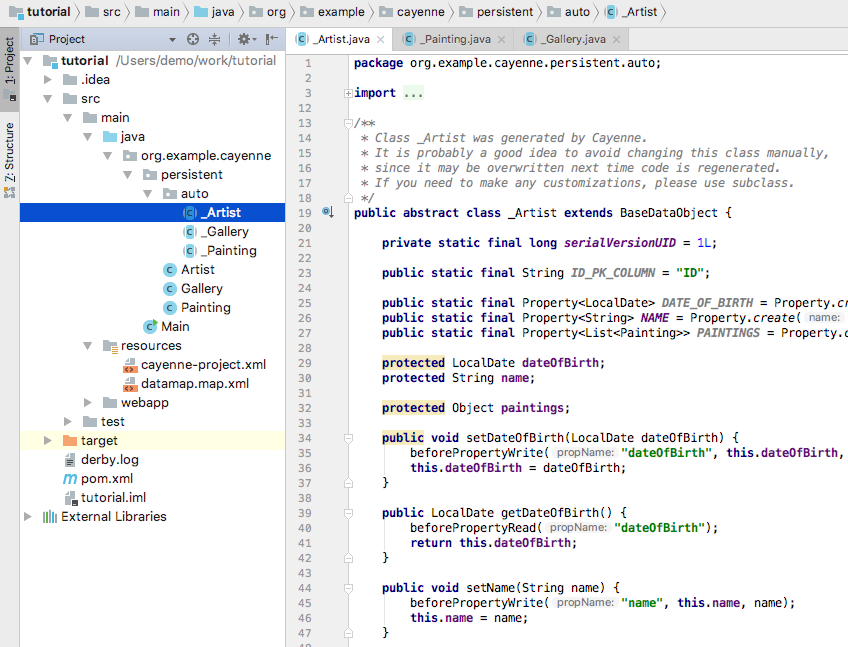 tutorial src main java org example cayenne persistent auto _Artist
1: Project
7: Structure
Project
tutorial /Users/demo/work/tutorial
.idea
src
main
java
org.example.cayenne
persistent
auto
_Artist
_Gallery
_Painting
Artist
Gallery
Painting
Main
resources
cayenne-project.xml
datamap.map.xml
webapp
test
target
derby.log
pom.xml
tutorial.iml
External Libraries
_Artist.java _Painting.java _Gallery.java
1 package org.example.cayenne.persistent.auto;
2
3 import ...
12
13 /**
14 * Class _Artist was generated by Cayenne.
15 * It is probably a good idea to avoid changing this class manually,
16 * since it may be overwritten next time code is regenerated.
17 * If you need to make any customizations, please use subclass.
18 */
19 public abstract class _Artist extends BaseDataObject {
20
21 private static final long serialVersionUID = 1L;
22
23 public static final String ID_PK_COLUMN = "ID";
24
25 public static final Property<LocalDate> DATE_OF_BIRTH = Property.cr
26 public static final Property<String> NAME = Property.create( name:
27 public static final Property<List<Painting>> PAINTINGS = Property.c
28
29 protected LocalDate dateOfBirth;
30 protected String name;
31
32 protected Object paintings;
33
34 public void setDateOfBirth(LocalDate dateOfBirth) {
35 beforePropertyWrite( propName: "dateOfBirth", this.dateOfBirth,
36 this.dateOfBirth = dateOfBirth;
37 }
38
39 public LocalDate getDateOfBirth() {
40 beforePropertyRead( propName: "dateOfBirth");
41 return this.dateOfBirth;
42 }
43
44 public void setName(String name) {
45 beforePropertyWrite( propName: "name", this.name, name);
46 this.name = name;
47 }